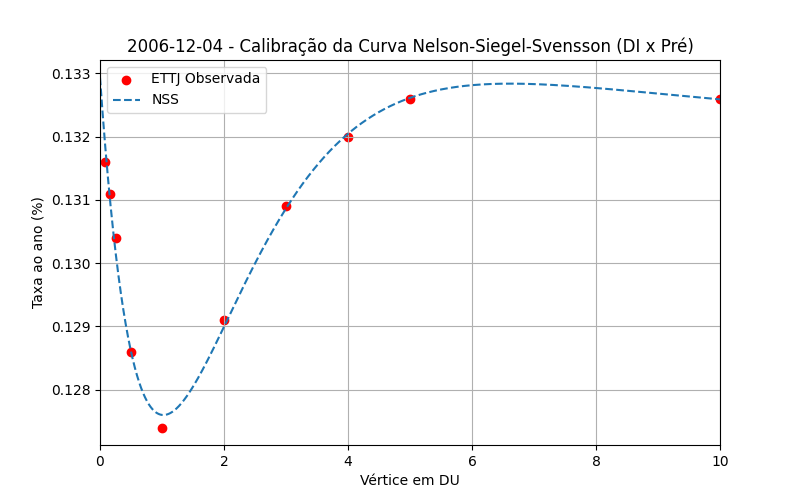 2006-12-04 - Calibração da Curva Nelson-Siegel-Svensson (DI x Pré)
ETTJ Observada
NSS
Taxa ao ano (%)
0.133
0.132
0.131
0.130
0.129
0.128
0 2 4 6 8 10
Vértice em DU